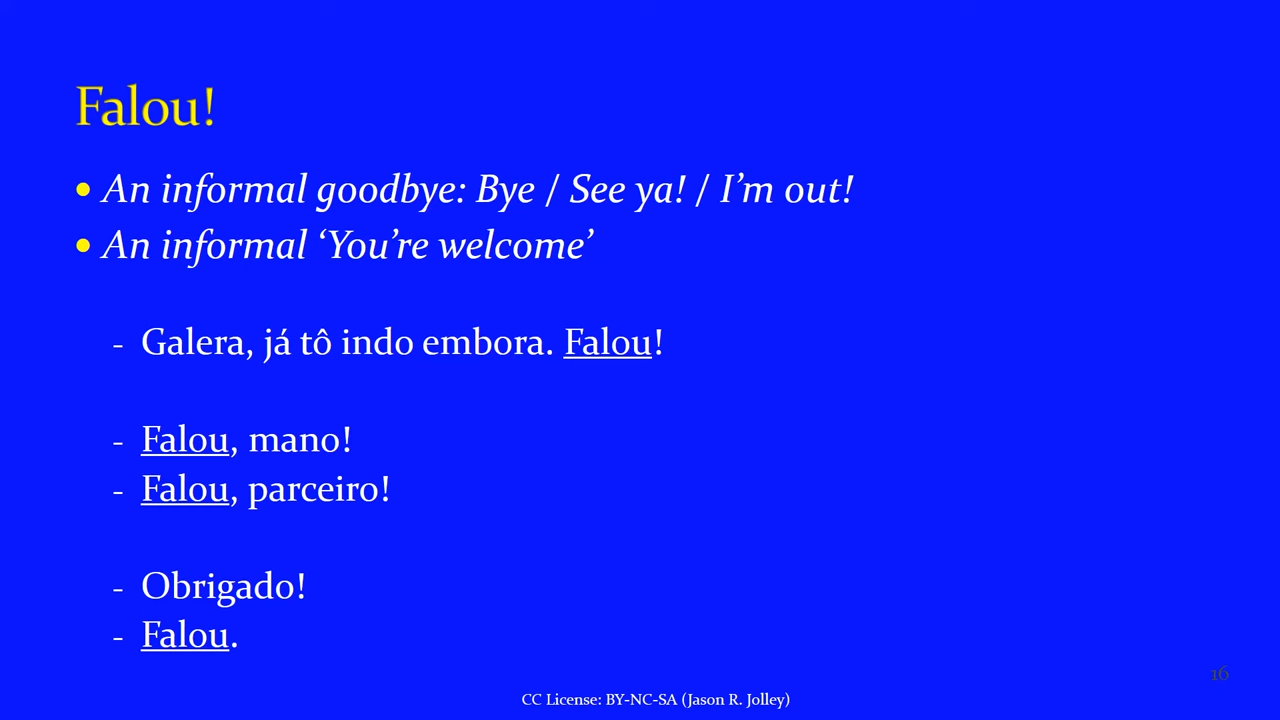 Falou!
• An informal goodbye: Bye / See ya! / I’m out!
• An informal ‘You’re welcome’
- Galera, já tô indo embora. Falou!
- Falou, mano!
- Falou, parceiro!
- Obrigado!
- Falou.
16
CC License: BY-NC-SA (Jason R. Jolley)